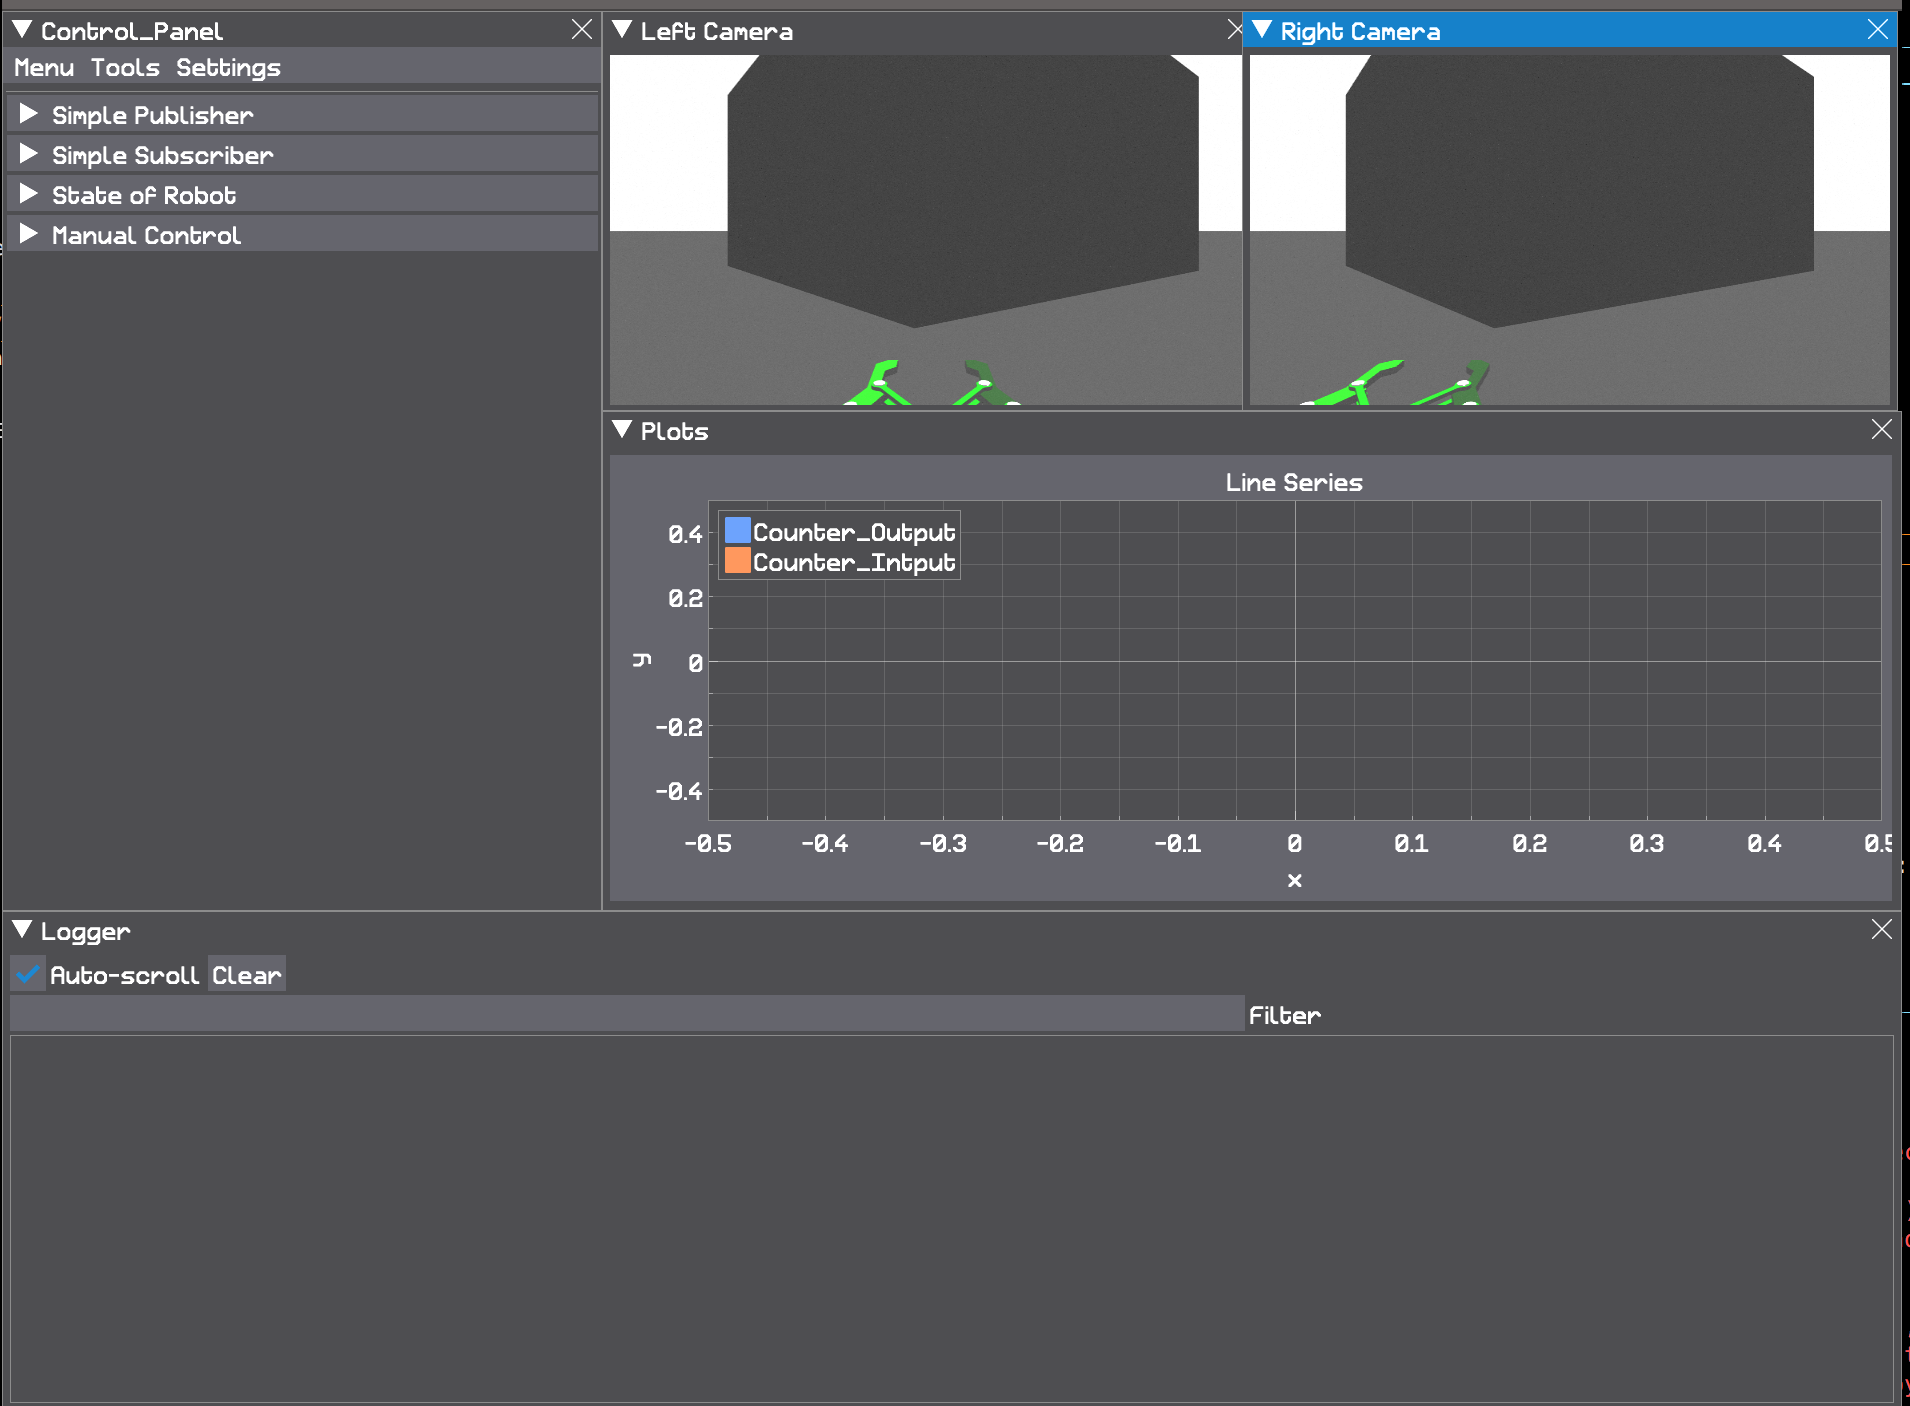 Control_Panel
Menu Tools Settings
Simple Publisher
Simple Subscriber
State of Robot
Manual Control
Left Camera
Right Camera
Plots
Line Series
Counter_Output
Counter_Intput
0.4
0.2
0
-0.2
-0.4
y
-0.5 -0.4 -0.3 -0.2 -0.1 0 0.1 0.2 0.3 0.4 0.5
x
Logger
Auto-scroll Clear
Filter